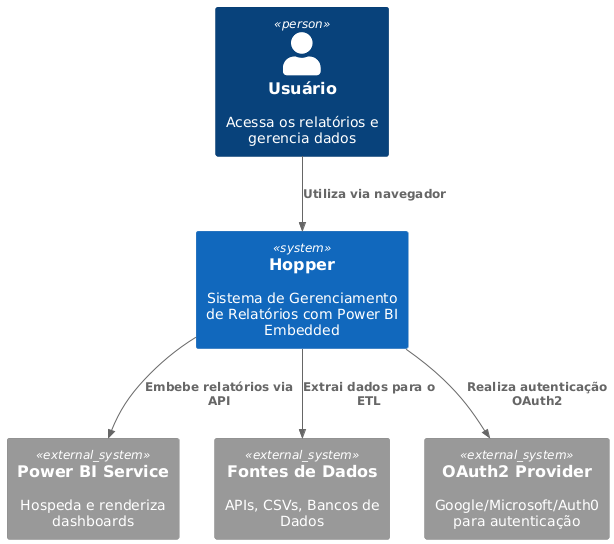 «person»
Usuário
Acessa os relatórios e
gerencia dados
Utiliza via navegador
«system»
Hopper
Sistema de Gerenciamento
de Relatórios com Power BI
Embedded
Embebe relatórios via
API
Extrai dados para o
ETL
Realiza autenticação
OAuth2
«external_system»
Power BI Service
Hospeda e renderiza
dashboards
«external_system»
Fontes de Dados
APIs, CSVs, Bancos de
Dados
«external_system»
OAuth2 Provider
Google/Microsoft/Auth0
para autenticação